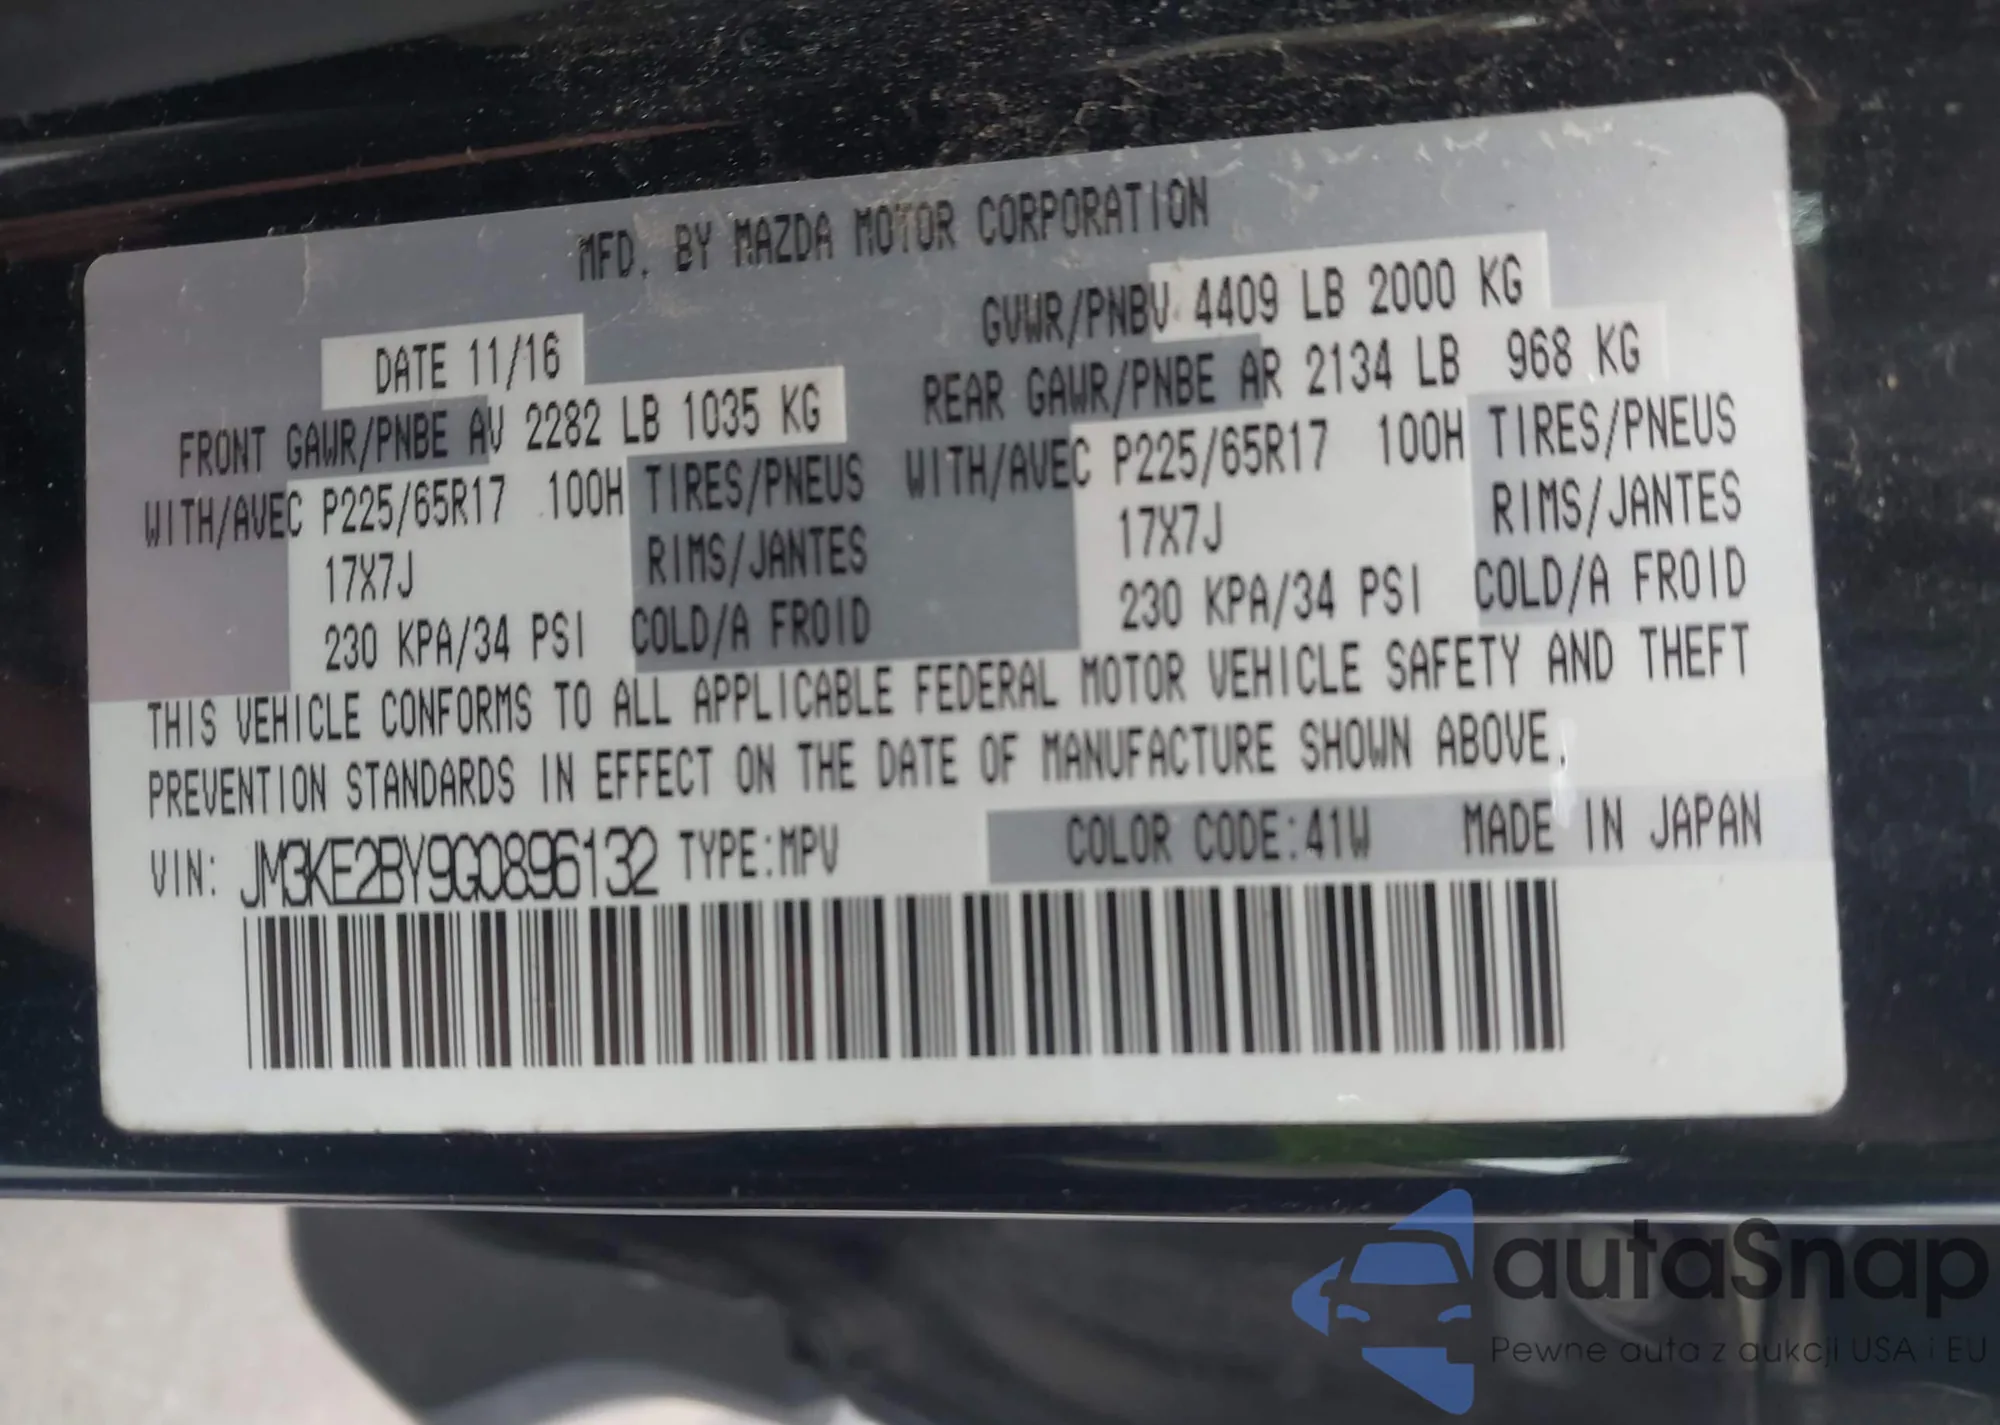 MFD. BY MAZDA MOTOR CORPORATION
DATE 11/16 GVWR/PNBV 4409 LB 2000 KG
FRONT GAWR/PNBE AV 2282 LB 1035 KG REAR GAWR/PNBE AR 2134 LB 968 KG
WITH/AVEC P225/65R17 100H TIRES/PNEUS WITH/AVEC P225/65R17 100H TIRES/PNEUS
17X7J RIMS/JANTES 17X7J RIMS/JANTES
230 KPA/34 PSI COLD/A FROID 230 KPA/34 PSI COLD/A FROID
THIS VEHICLE CONFORMS TO ALL APPLICABLE FEDERAL MOTOR VEHICLE SAFETY AND THEFT
PREVENTION STANDARDS IN EFFECT ON THE DATE OF MANUFACTURE SHOWN ABOVE.
VIN: JM3KE2BY9G0896132 TYPE:MPV COLOR CODE:41W MADE IN JAPAN
autaSnap
Pewne auta z aukcji USA i EU